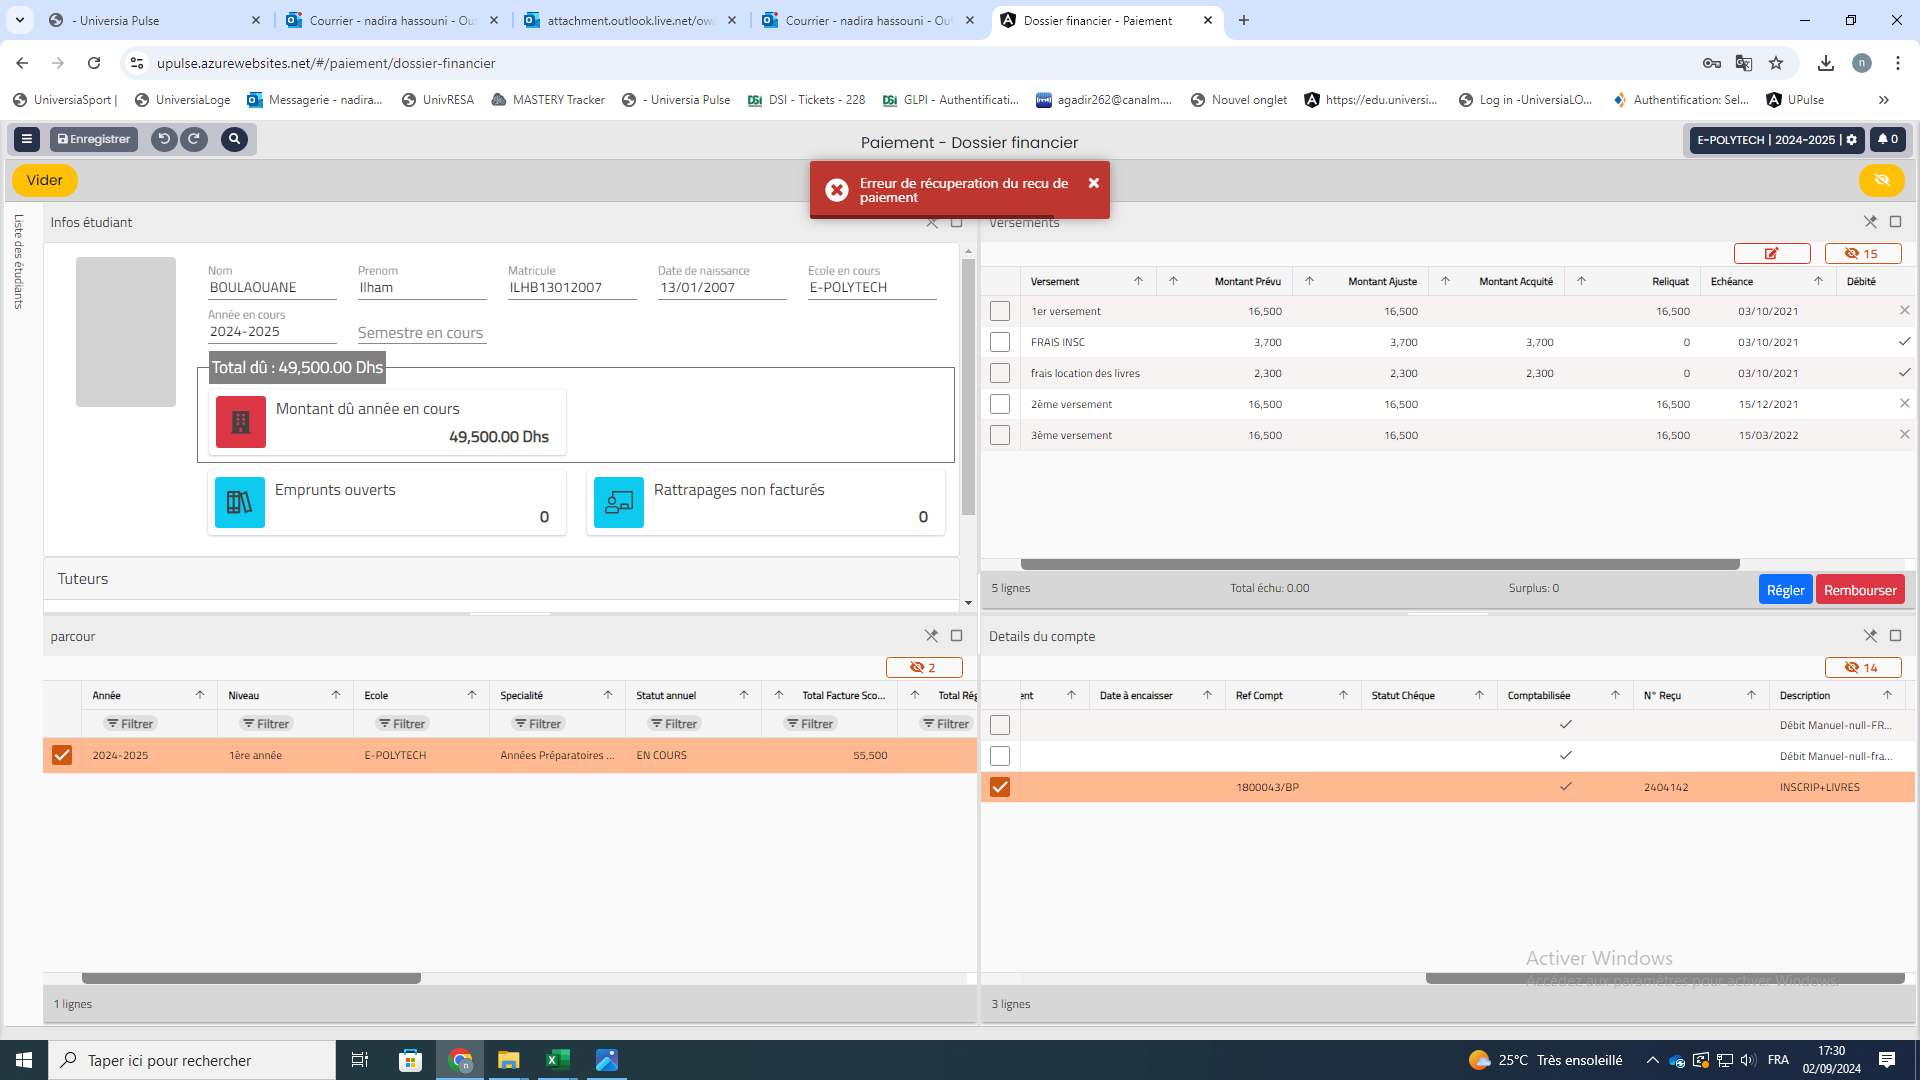 - Universia Pulse
Courrier - nadira hassouni - Ou
attachment.outlook.live.net/ow
Courrier - nadira hassouni - Ou
Dossier financier - Paiement
upulse.azurewebsites.net/#/paiement/dossier-financier
UniversiaSport |
UniversiaLoge
Messagerie - nadira...
UnivRESA
MASTERY Tracker
- Universia Pulse
DSI - Tickets - 228
GLPI - Authentificati...
agadir262@canalm....
Nouvel onglet
https://edu.universi...
Log in -UniversiaLO...
Authentification: Sel...
UPulse
Enregistrer
Paiement - Dossier financier
E-POLYTECH | 2024-2025 |
0
Vider
Erreur de récuperation du recu de
paiement
Liste des étudiants
Infos étudiant
Nom
BOULAOUANE
Prenom
Ilham
Matricule
ILHB13012007
Date de naissance
13/01/2007
Ecole en cours
E-POLYTECH
Année en cours
2024-2025
Semestre en cours
Total dû : 49,500.00 Dhs
Montant dû année en cours
49,500.00 Dhs
Emprunts ouverts
0
Rattrapages non facturés
0
Tuteurs
Versements
15
Versement Montant Prévu Montant Ajuste Montant Acquité Reliquat Echéance Débité
1er versement 16,500 16,500 16,500 03/10/2021
FRAIS INSC 3,700 3,700 3,700 0 03/10/2021
frais location des livres 2,300 2,300 2,300 0 03/10/2021
2ème versement 16,500 16,500 16,500 15/12/2021
3ème versement 16,500 16,500 16,500 15/03/2022
5 lignes Total échu: 0.00 Surplus: 0 Régler Rembourser
parcour
2
Année Niveau Ecole Specialité Statut annuel Total Facture Sco... Total Rég
Filtrer Filtrer Filtrer Filtrer Filtrer Filtrer Filtrer
2024-2025 1ère année E-POLYTECH Années Préparatoires ... EN COURS 55,500
1 lignes
Details du compte
14
ent Date à encaisser Ref Compt Statut Chéque Comptabilisée N° Reçu Description
Débit Manuel-null-FR...
Débit Manuel-null-fra...
1800043/BP 2404142 INSCRIP+LIVRES
3 lignes
Activer Windows
Accédez aux paramètres pour activer Windows.
Taper ici pour rechercher
25°C Très ensoleillé
FRA
17:30
02/09/2024